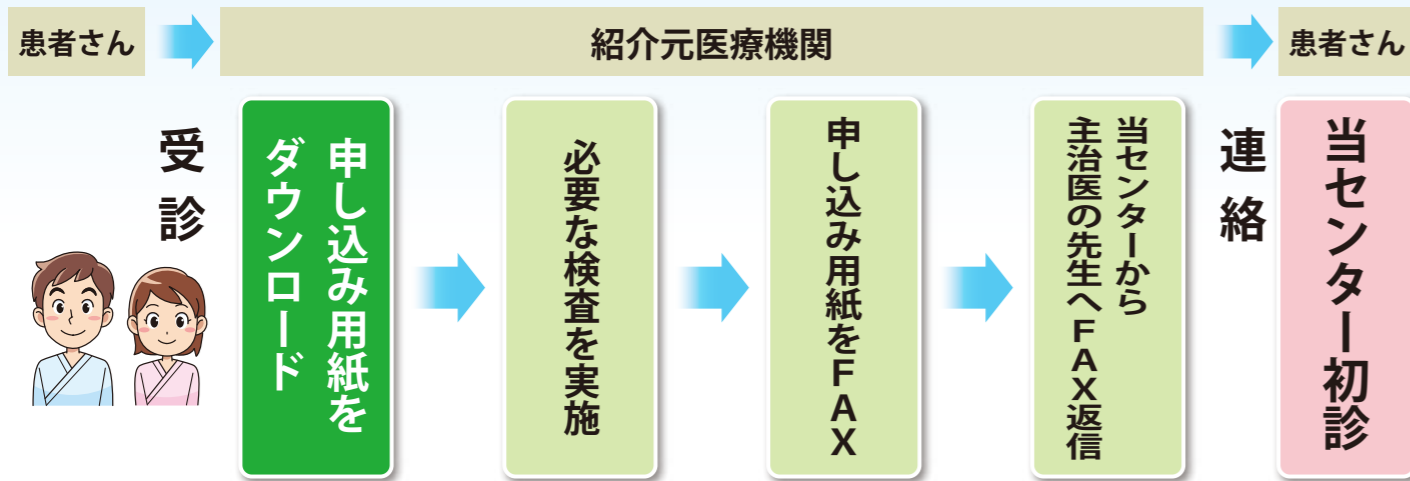 患者さん
紹介元医療機関
患者さん
受診
申し込み用紙を
ダウンロード
必要な検査を実施
申し込み用紙をFAX
当センターから
主治医の先生へFAX返信
連絡
当センター初診